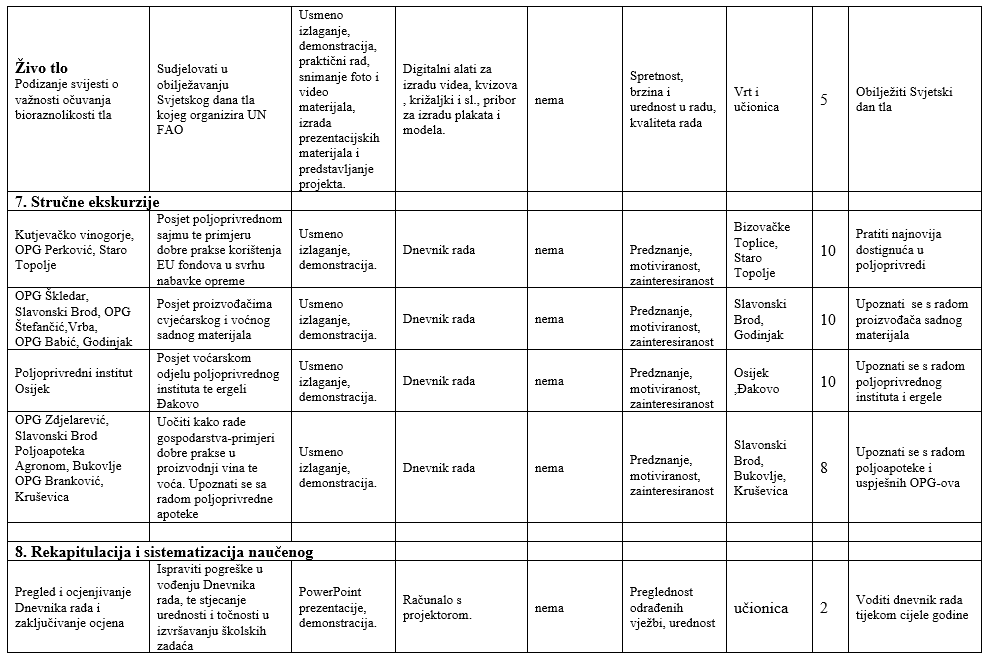 Živo tlo
Podizanje svijesti o
važnosti očuvanja
bioraznolikosti tla
Sudjelovati u
obilježavanju
Svjetskog dana tla
kojeg organizira UN
FAO
Usmeno
izlaganje,
demonstracija,
praktični rad,
snimanje foto i
video
materijala,
izrada
prezentacijskih
materijala i
predstavljanje
projekta.
Digitalni alati za
izradu videa, kvizova
, križaljki i sl., pribor
za izradu plakata i
modela.
nema
Spretnost,
brzina i
urednost u radu,
kvaliteta rada
Vrt i
učionica
5
Obilježiti Svjetski
dan tla
7. Stručne ekskurzije
Kutjevačko vinogorje,
OPG Perković, Staro
Topolje
Posjet poljoprivrednom
sajmu te primjeru
dobre prakse korištenja
EU fondova u svrhu
nabavke opreme
Usmeno
izlaganje,
demonstracija.
Dnevnik rada
nema
Predznanje,
motiviranost,
zainteresiranost
Bizovačke
Toplice,
Staro
Topolje
10
Pratiti najnovija
dostignuća u
poljoprivredi
OPG Škledar,
Slavonski Brod, OPG
Štefančić,Vrba,
OPG Babić, Godinjak
Posjet proizvođačima
cvjećarskog i voćnog
sadnog materijala
Usmeno
izlaganje,
demonstracija.
Dnevnik rada
nema
Predznanje,
motiviranost,
zainteresiranost
Slavonski
Brod,
Godinjak
10
Upoznati  se s radom
proizvođača sadnog
materijala
Poljoprivredni institut
Osijek
Posjet voćarskom
odjelu poljoprivrednog
instituta te ergeli
Đakovo
Usmeno
izlaganje,
demonstracija.
Dnevnik rada
nema
Predznanje,
motiviranost,
zainteresiranost
Osijek
,Đakovo
10
Upoznati se s radom
poljoprivrednog
instituta i ergele
OPG Zdjelarević,
Slavonski Brod
Poljoapoteka
Agronom, Bukovlje
OPG Branković,
Kruševica
Uočiti kako rade
gospodarstva-primjeri
dobre prakse u
proizvodnji vina te
voća. Upoznati se sa
radom poljoprivredne
apoteke
Usmeno
izlaganje,
demonstracija.
Dnevnik rada
nema
Predznanje,
motiviranost,
zainteresiranost
Slavonski
Brod,
Bukovlje,
Kruševica
8
Upoznati se s radom
poljoapoteke i
uspješnih OPG-ova
8. Rekapitulacija i sistematizacija naučenog
Pregled i ocjenjivanje
Dnevnika rada i
zaključivanje ocjena
Ispraviti pogreške u
vođenju Dnevnika
rada, te stjecanje
urednosti i točnosti u
izvršavanju školskih
zadaća
PowerPoint
prezentacije,
demonstracija.
Računalo s
projektorom.
nema
Preglednost
odrađenih
vježbi, urednost
učionica
2
Voditi dnevnik rada
tijekom cijele godine